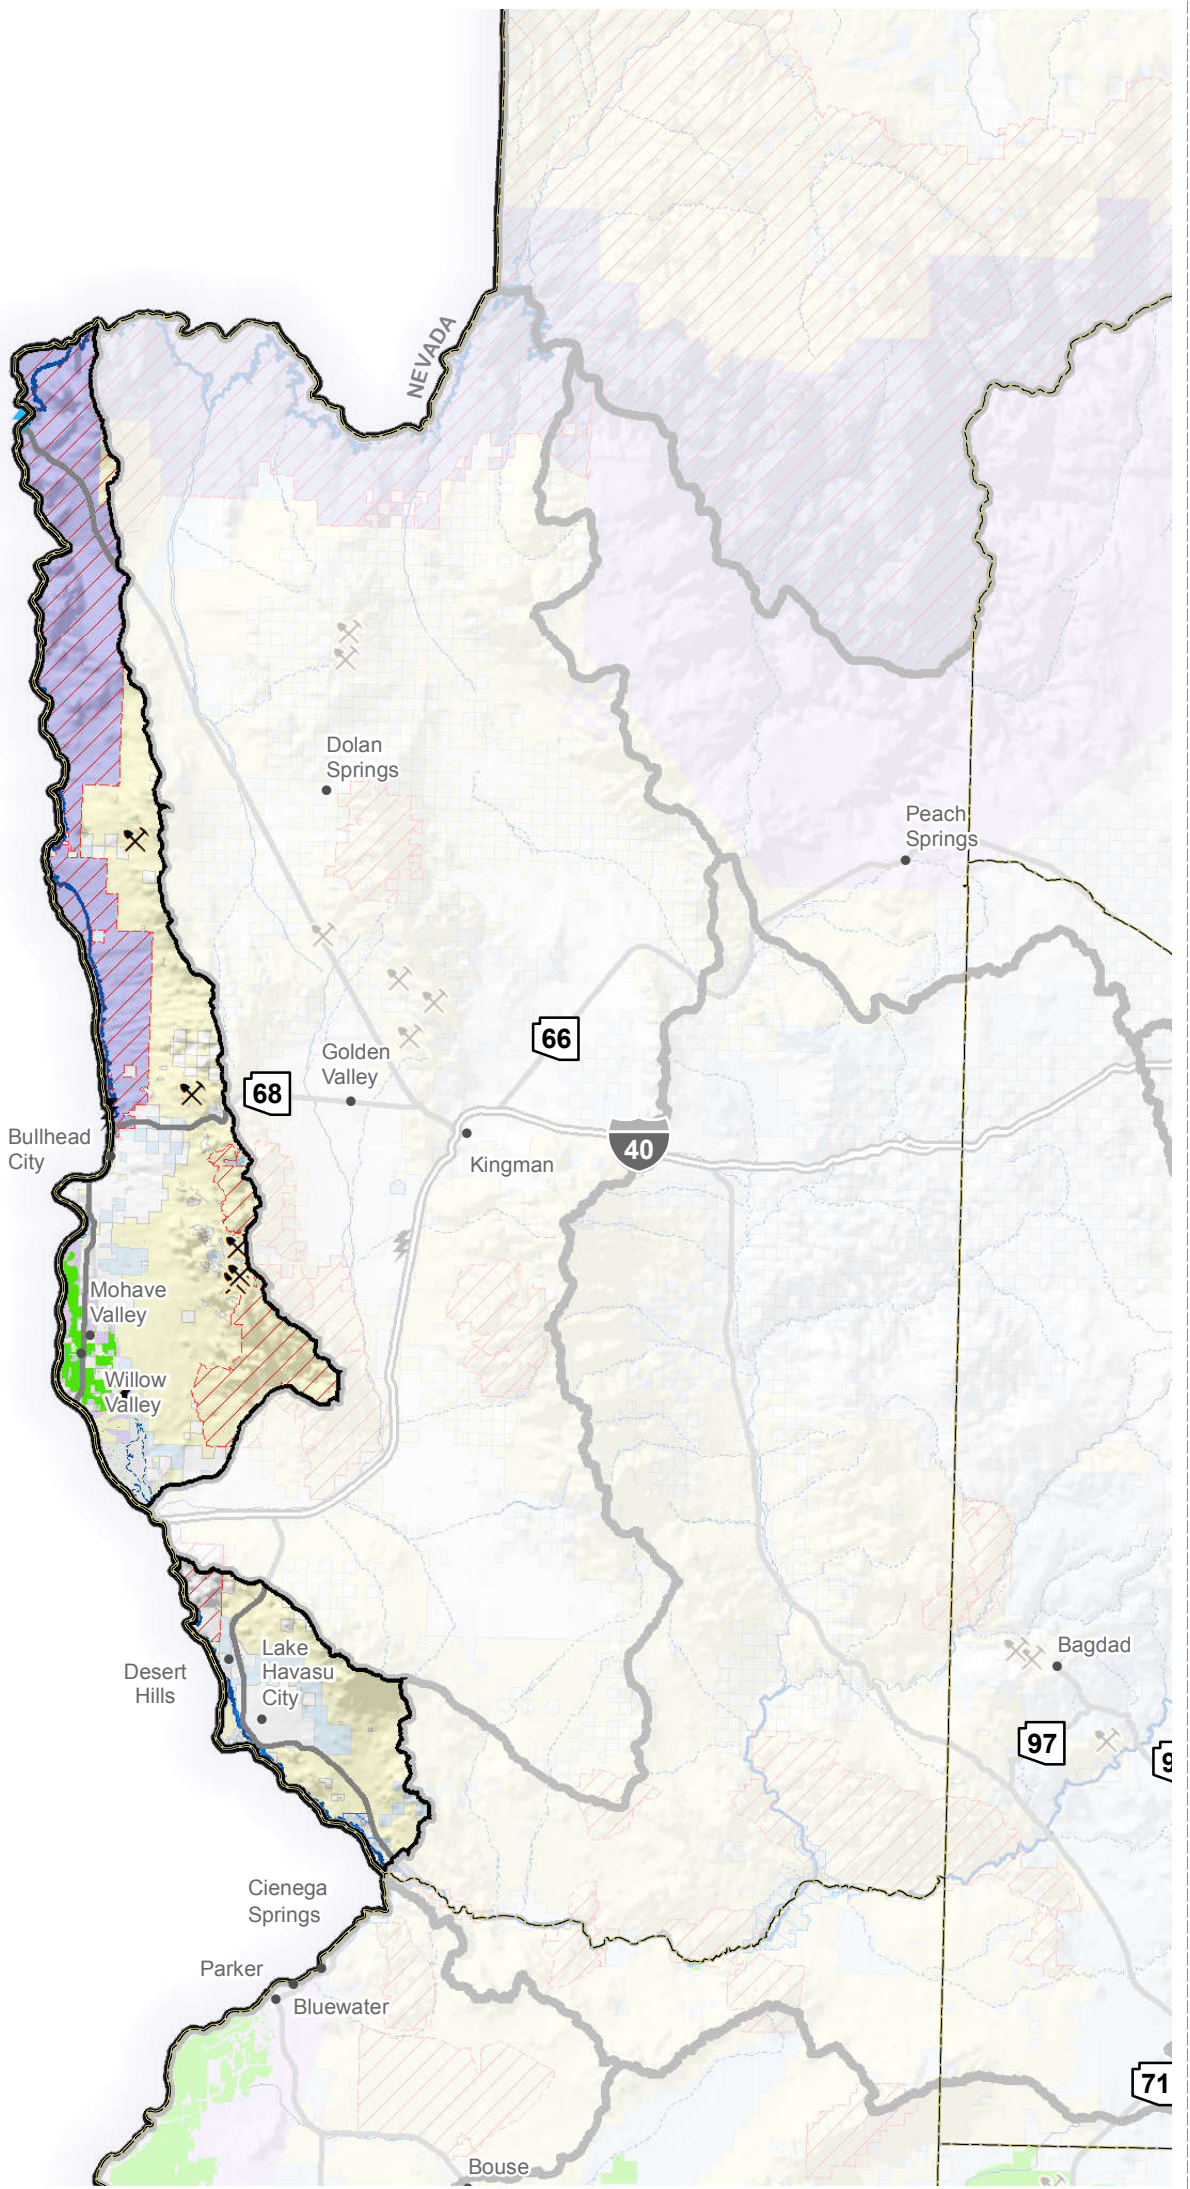 NEVADA
Dolan
Springs
Peach
Springs
66
Golden
Valley
68
Bullhead
City
Kingman
40
Mohave
Valley
Willow
Valley
Lake
Havasu
City
Desert
Hills
Bagdad
97
9
Cienega
Springs
Parker
Bluewater
71
Bouse